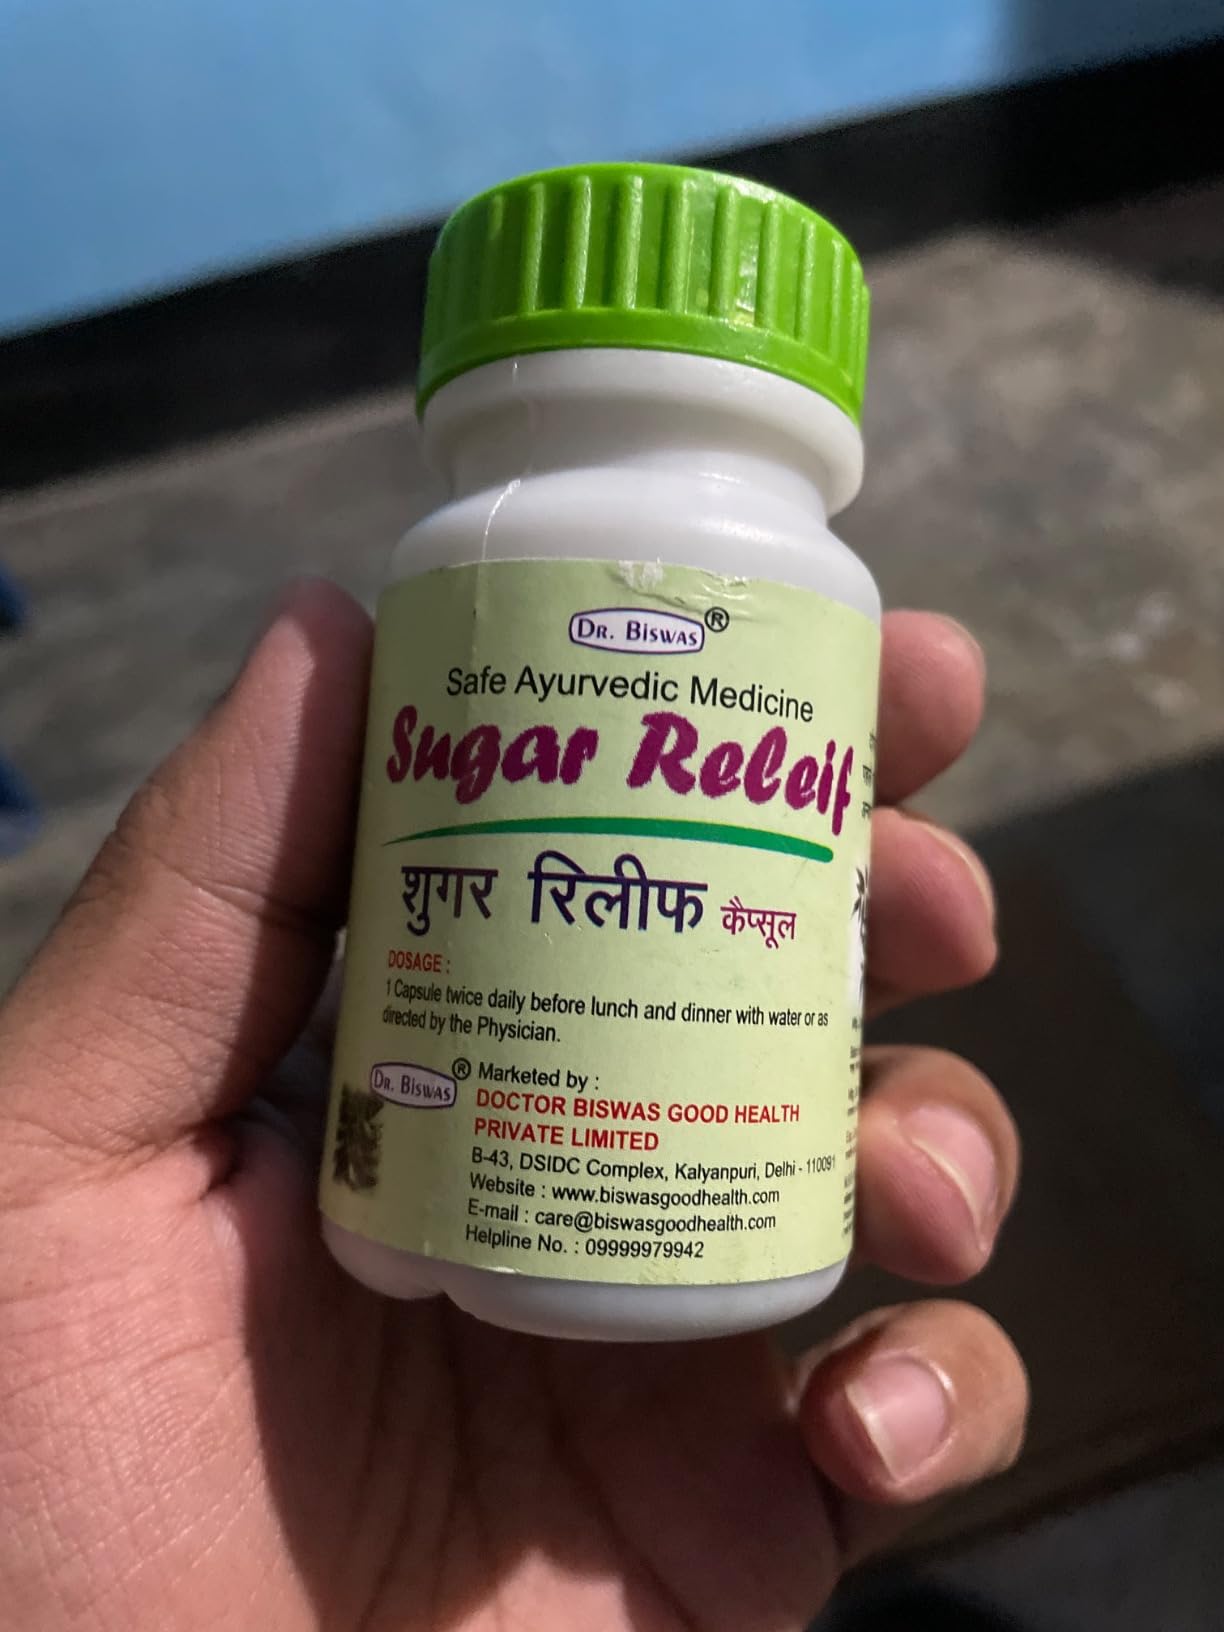 DR. BISWAS®
Safe Ayurvedic Medicine
Sugar Releif
शुगर रिलीफ कैप्सूल
DOSAGE :
1 Capsule twice daily before lunch and dinner with water or as
directed by the Physician.
DR. BISWAS® Marketed by :
DOCTOR BISWAS GOOD HEALTH
PRIVATE LIMITED
B-43, DSIDC Complex, Kalyanpuri, Delhi - 110091
Website : www.biswasgoodhealth.com
E-mail : care@biswasgoodhealth.com
Helpline No. : 09999979942